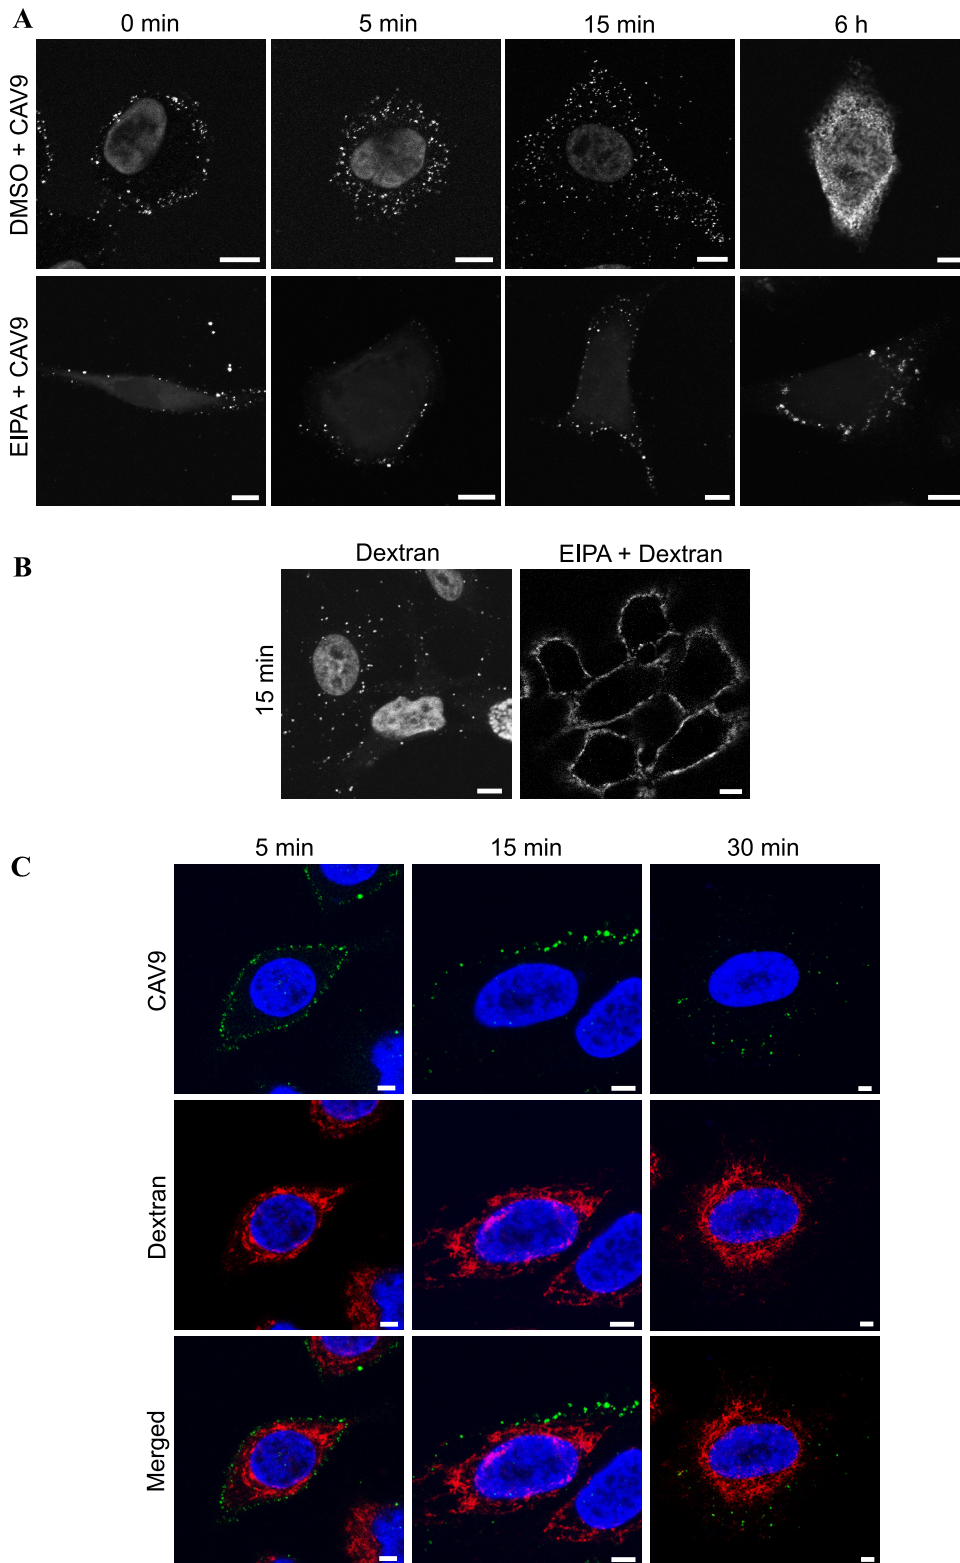 A
0 min 5 min 15 min 6 h
DMSO + CAV9
EIPA + CAV9
B
Dextran EIPA + Dextran
15 min
C
5 min 15 min 30 min
CAV9
Dextran
Merged